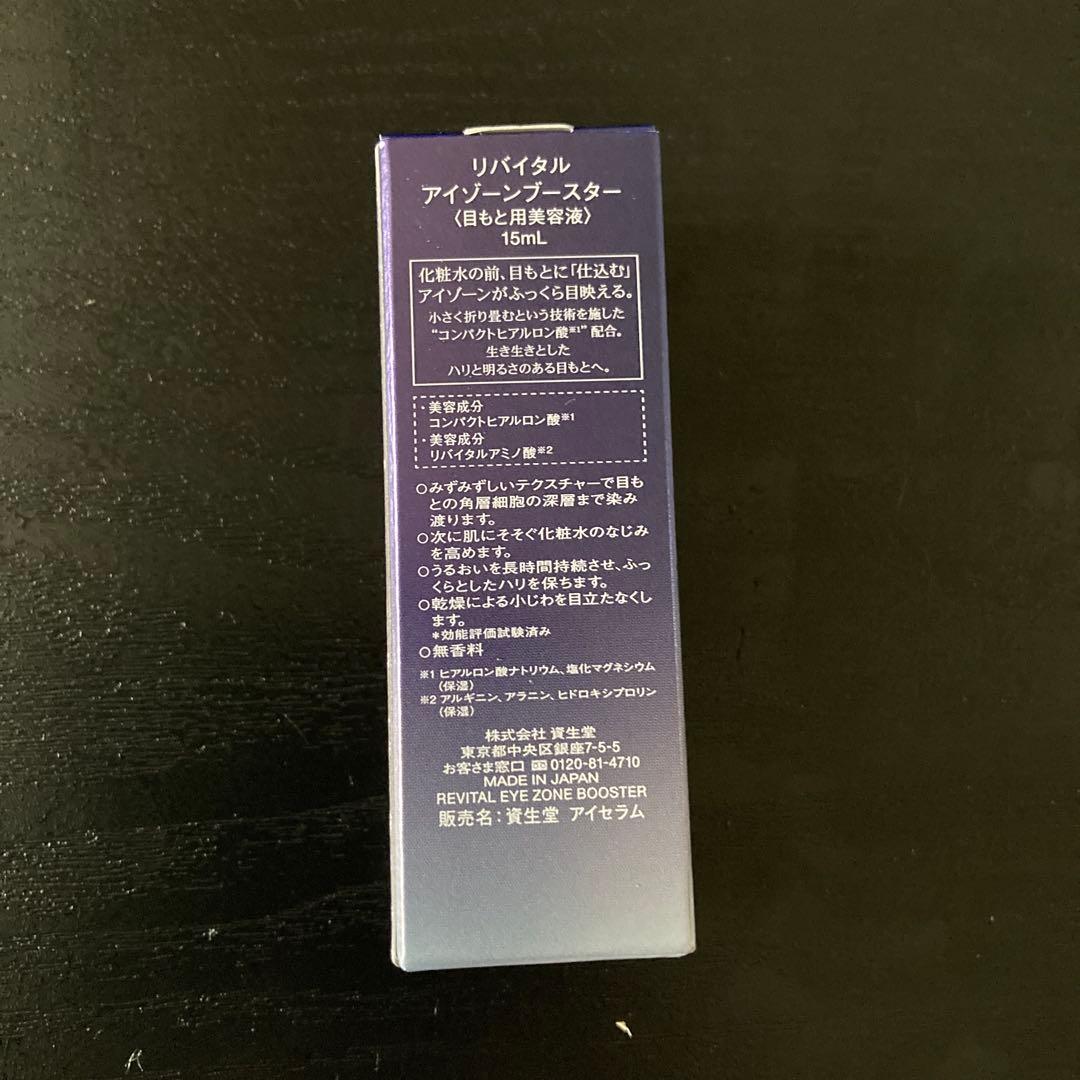 リバイタル
アイゾーンブースター
〈目もと用美容液〉
15mL
化粧水の前、目もとに「仕込む」
アイゾーンがふっくら目映える。
小さく折り畳むという技術を施した
“コンパクトヒアルロン酸※1” 配合。
生き生きとした
ハリと明るさのある目もとへ。
・美容成分
コンパクトヒアルロン酸※1
・美容成分
リバイタルアミノ酸※2
○みずみずしいテクスチャーで目も
との角層細胞の深層まで染み
渡ります。
○次に肌にそそぐ化粧水のなじみ
を高めます。
○うるおいを長時間持続させ、ふっ
くらとしたハリを保ちます。
○乾燥による小じわを目立たなくし
ます。
*効能評価試験済み
○無香料
※1 ヒアルロン酸ナトリウム、塩化マグネシウム
(保湿)
※2 アルギニン、アラニン、ヒドロキシプロリン
(保湿)
株式会社 資生堂
東京都中央区銀座7-5-5
お客さま窓口 0120-81-4710
MADE IN JAPAN
REVITAL EYE ZONE BOOSTER
販売名：資生堂 アイセラム